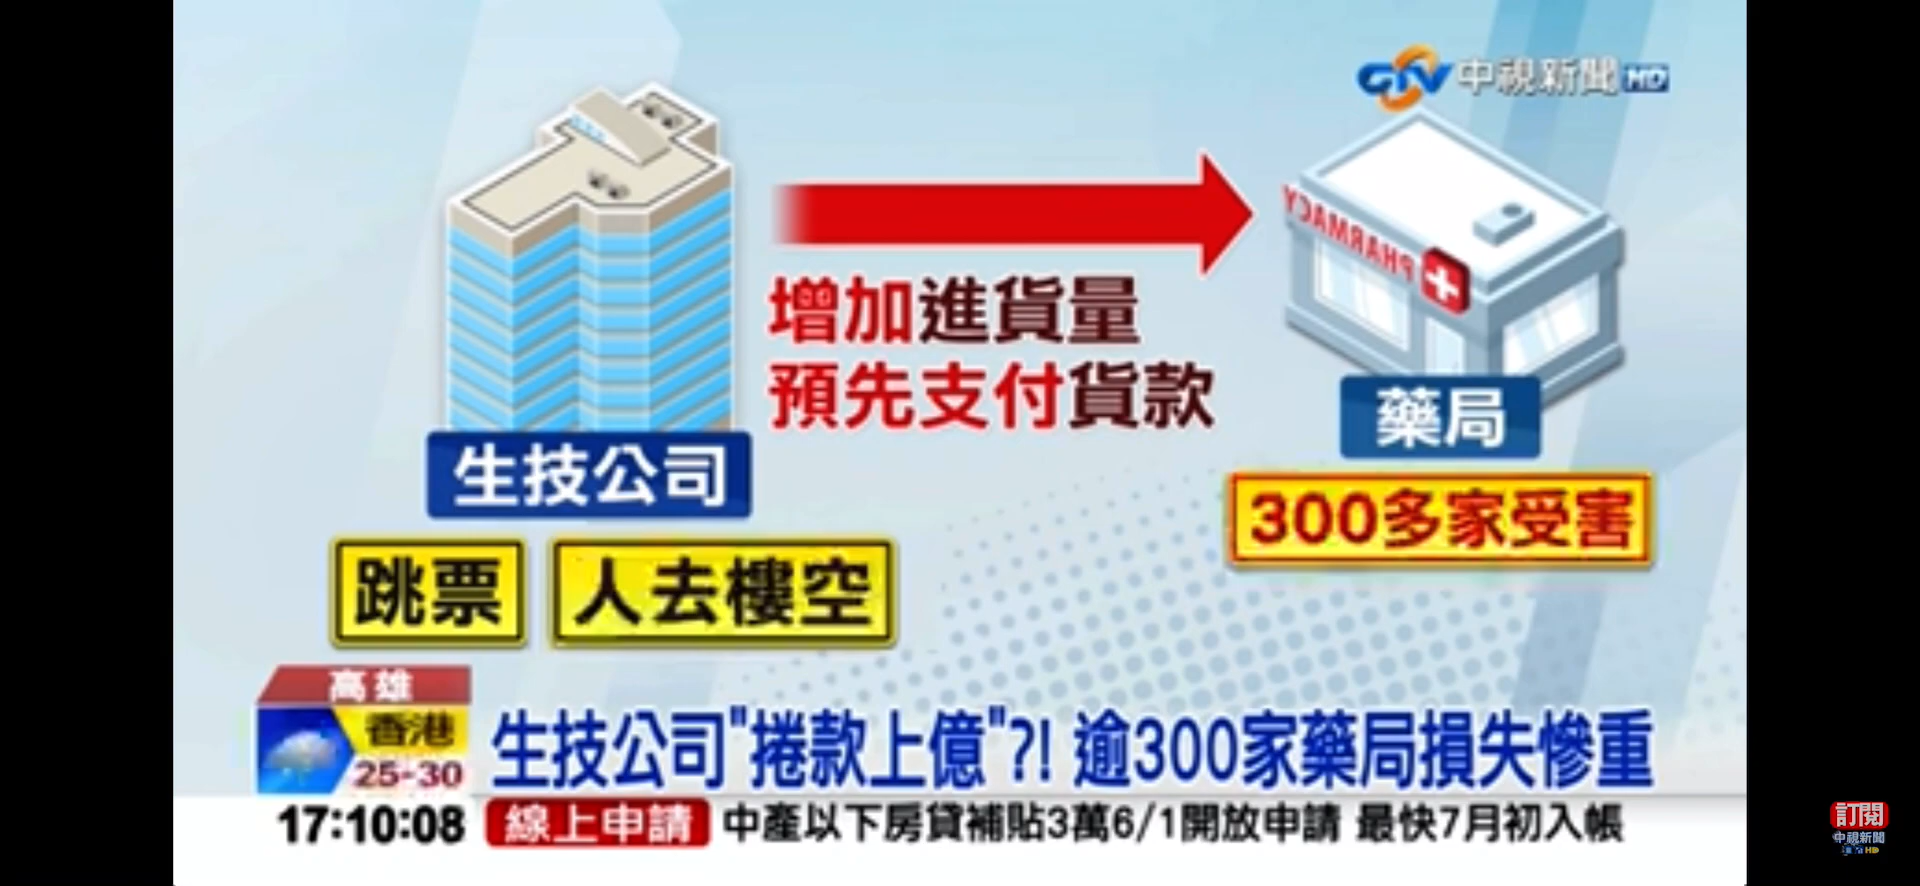 CTV 中視新聞 HD
PHARMACY
增加進貨量
預先支付貨款
生技公司
藥局
300多家受害
跳票
人去樓空
高雄
香港
25-30
生技公司"捲款上億"?! 逾300家藥局損失慘重
17:10:08 線上申請 中產以下房貸補貼3萬6/1開放申請 最快7月初入帳
訂閱
中視新聞
HD